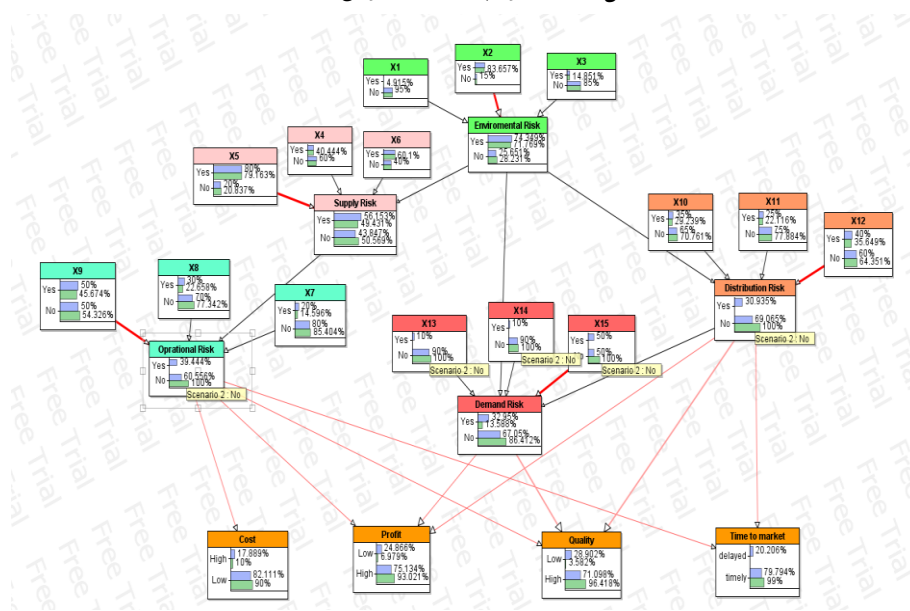 Free Trial
X1
Yes 4.915%
No 95%
X2
Yes 83.657%
No 15%
X3
Yes 14.851%
No 85%
Enviromental Risk
Yes 74.349%
71.769%
No 25.651%
28.231%
X4
Yes 40.444%
No 60%
X6
Yes 60.1%
No 40%
X5
Yes 80%
79.163%
No 20%
20.837%
Supply Risk
Yes 56.153%
49.431%
No 43.847%
50.569%
X10
Yes 35%
29.239%
No 65%
70.761%
X11
Yes 25%
22.116%
No 75%
77.884%
X12
Yes 40%
35.649%
No 60%
64.351%
X9
Yes 50%
45.674%
No 50%
54.326%
X8
Yes 30%
22.658%
No 70%
77.342%
X7
Yes 20%
14.596%
No 80%
85.404%
Distribution Risk
Yes 30.935%
No 69.065%
100%
Scenario 2 : No
X13
Yes 10%
No 90%
100%
Scenario 2 : No
X14
Yes 10%
No 90%
100%
Scenario 2 : No
X15
Yes 50%
No 50%
100%
Scenario 2 : No
Oprational Risk
Yes 39.444%
No 60.556%
100%
Scenario 2 : No
Demand Risk
Yes 32.95%
13.588%
No 67.05%
86.412%
Cost
High 17.889%
10%
Low 82.111%
90%
Profit
Low 24.866%
6.979%
High 75.134%
93.021%
Quality
Low 28.902%
3.582%
High 71.098%
96.418%
Time to market
delayed 20.206%
timely 79.794%
99%